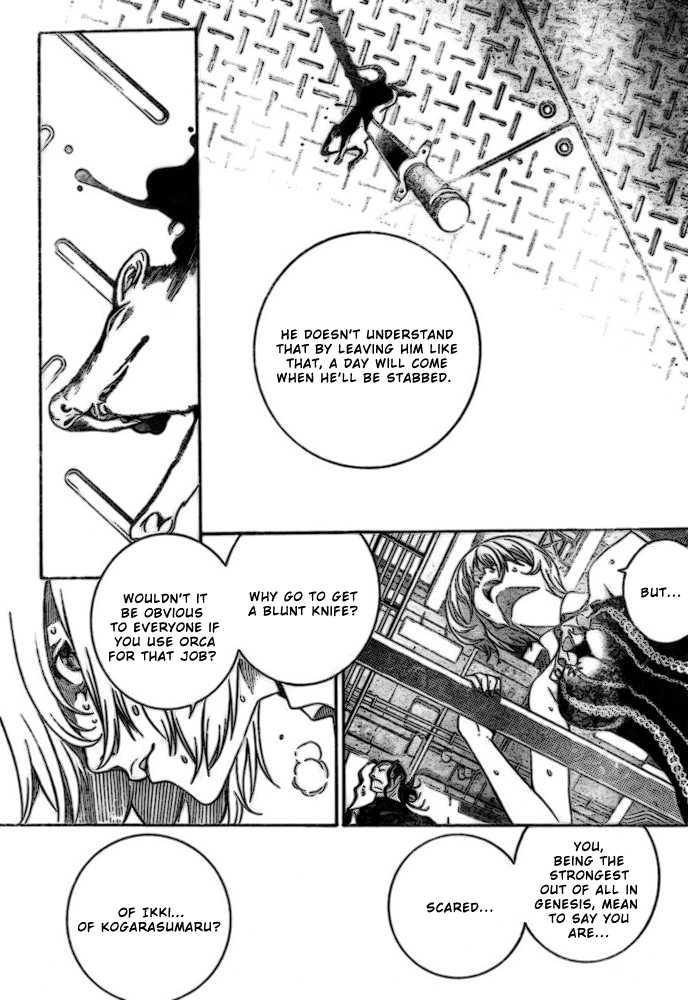 HE DOESN'T UNDERSTAND
THAT BY LEAVING HIM LIKE
THAT, A DAY WILL COME
WHEN HE'LL BE STABBED.
BUT...
WHY GO TO GET
A BLUNT KNIFE?
WOULDN'T IT
BE OBVIOUS
TO EVERYONE IF
YOU USE ORCA
FOR THAT JOB?
YOU,
BEING THE
STRONGEST
OUT OF ALL IN
GENESIS, MEAN
TO SAY YOU
ARE...
SCARED...
OF IKKI...
OF KOGARASUMARU?